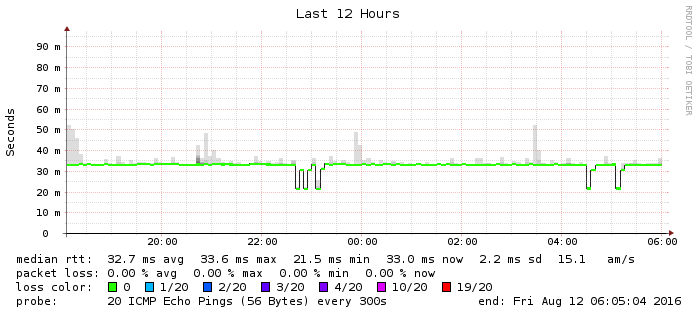 Last 12 Hours
RRDTOOL / TOBI OETIKER
Seconds
90 m
80 m
70 m
60 m
50 m
40 m
30 m
20 m
10 m
0
20:00 22:00 00:00 02:00 04:00 06:00
median rtt: 32.7 ms avg 33.6 ms max 21.5 ms min 33.0 ms now 2.2 ms sd 15.1 am/s
packet loss: 0.00 % avg 0.00 % max 0.00 % min 0.00 % now
loss color: 0 1/20 2/20 3/20 4/20 10/20 19/20
probe: 20 ICMP Echo Pings (56 Bytes) every 300s end: Fri Aug 12 06:05:04 2016